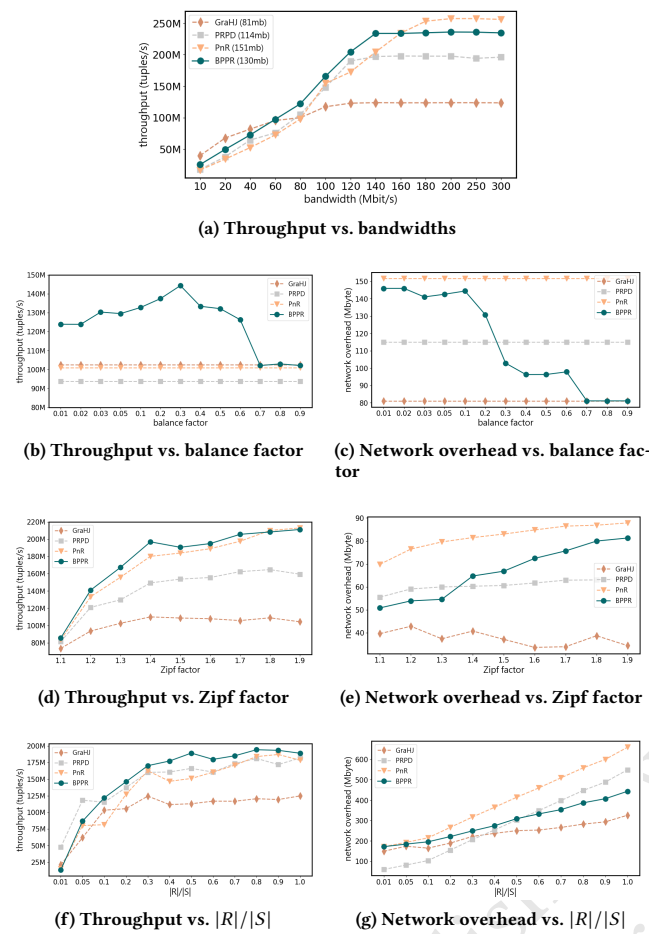 250M
200M
150M
100M
50M
throughput (tuples/s)
GraHJ (81mb)
PRPD (114mb)
PnR (151mb)
BPPR (130mb)
10 20 40 60 80 100 120 140 160 180 200 250 300
bandwidth (Mbit/s)
(a) Throughput vs. bandwidths
150M
140M
130M
120M
110M
100M
90M
80M
throughput (tuples/s)
GraHJ
PRPD
PnR
BPPR
0.01 0.02 0.03 0.05 0.1 0.2 0.3 0.4 0.5 0.6 0.7 0.8 0.9
balance factor
(b) Throughput vs. balance factor
150
140
130
120
110
100
90
80
network overhead (Mbyte)
GraHJ
PRPD
PnR
BPPR
0.01 0.02 0.03 0.05 0.1 0.2 0.3 0.4 0.5 0.6 0.7 0.8 0.9
balance factor
(c) Network overhead vs. balance fac-
tor
220M
200M
180M
160M
140M
120M
100M
80M
throughput (tuples/s)
GraHJ
PRPD
PnR
BPPR
1.1 1.2 1.3 1.4 1.5 1.6 1.7 1.8 1.9
Zipf factor
(d) Throughput vs. Zipf factor
90
80
70
60
50
40
network overhead (Mbyte)
GraHJ
PRPD
PnR
BPPR
1.1 1.2 1.3 1.4 1.5 1.6 1.7 1.8 1.9
Zipf factor
(e) Network overhead vs. Zipf factor
200M
175M
150M
125M
100M
75M
50M
25M
throughput (tuples/s)
GraHJ
PRPD
PnR
BPPR
0.01 0.05 0.1 0.2 0.3 0.4 0.5 0.6 0.7 0.8 0.9 1.0
|R|/|S|
(f) Throughput vs. |R|/|S|
600
500
400
300
200
100
network overhead (Mbyte)
GraHJ
PRPD
PnR
BPPR
0.01 0.05 0.1 0.2 0.3 0.4 0.5 0.6 0.7 0.8 0.9 1.0
|R|/|S|
(g) Network overhead vs. |R|/|S|